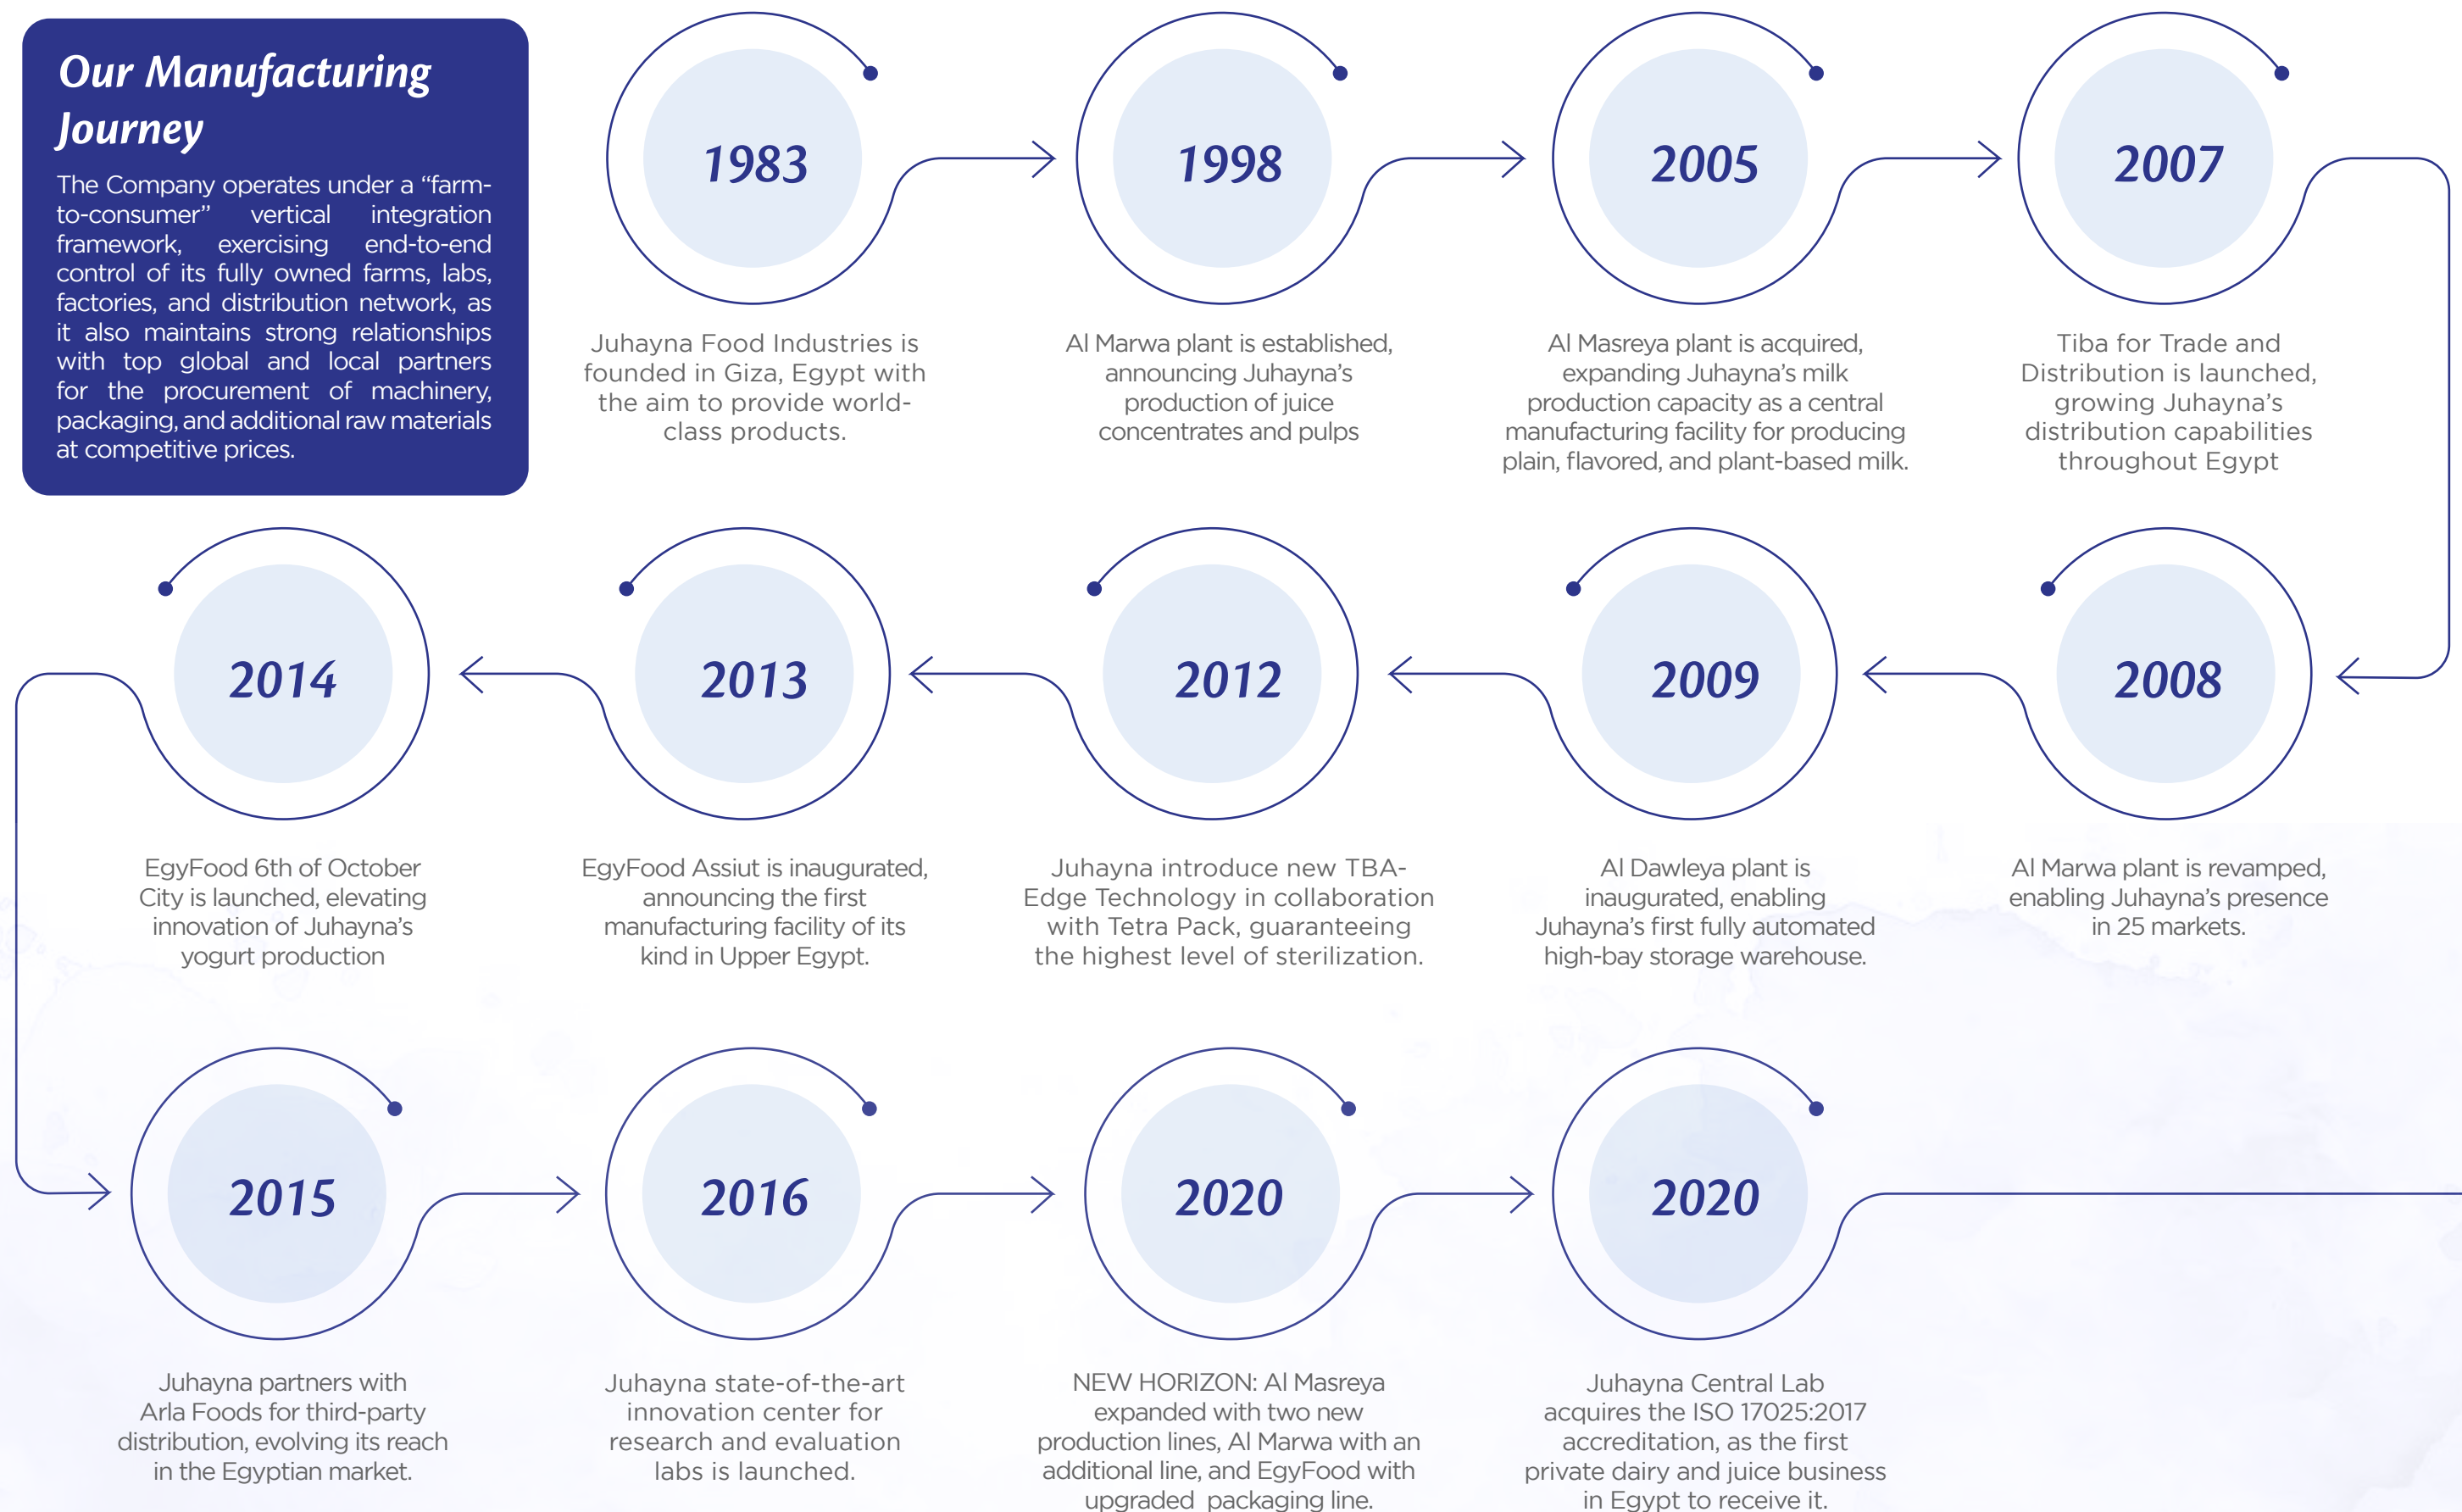 Our Manufacturing
Journey
The Company operates under a “farm-
to-consumer” vertical integration
framework, exercising end-to-end
control of its fully owned farms, labs,
factories, and distribution network, as
it also maintains strong relationships
with top global and local partners
for the procurement of machinery,
packaging, and additional raw materials
at competitive prices.
1983
Juhayna Food Industries is
founded in Giza, Egypt with
the aim to provide world-
class products.
1998
Al Marwa plant is established,
announcing Juhayna’s
production of juice
concentrates and pulps
2005
Al Masreya plant is acquired,
expanding Juhayna’s milk
production capacity as a central
manufacturing facility for producing
plain, flavored, and plant-based milk.
2007
Tiba for Trade and
Distribution is launched,
growing Juhayna’s
distribution capabilities
throughout Egypt
2008
Al Marwa plant is revamped,
enabling Juhayna’s presence
in 25 markets.
2009
Al Dawleya plant is
inaugurated, enabling
Juhayna’s first fully automated
high-bay storage warehouse.
2012
Juhayna introduce new TBA-
Edge Technology in collaboration
with Tetra Pack, guaranteeing
the highest level of sterilization.
2013
EgyFood Assiut is inaugurated,
announcing the first
manufacturing facility of its
kind in Upper Egypt.
2014
EgyFood 6th of October
City is launched, elevating
innovation of Juhayna’s
yogurt production
2015
Juhayna partners with
Arla Foods for third-party
distribution, evolving its reach
in the Egyptian market.
2016
Juhayna state-of-the-art
innovation center for
research and evaluation
labs is launched.
2020
NEW HORIZON: Al Masreya
expanded with two new
production lines, Al Marwa with an
additional line, and EgyFood with
upgraded packaging line.
2020
Juhayna Central Lab
acquires the ISO 17025:2017
accreditation, as the first
private dairy and juice business
in Egypt to receive it.